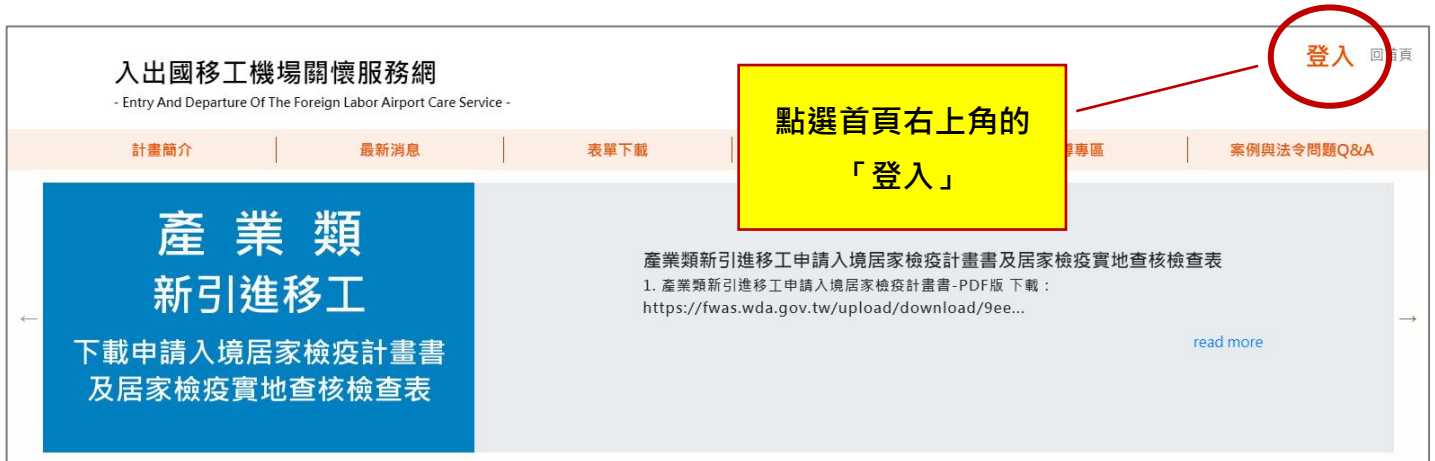 登入 回首頁
入出國移工機場關懷服務網
- Entry And Departure Of The Foreign Labor Airport Care Service -
點選首頁右上角的
「登入」
計畫簡介 最新消息 表單下載 專區 案例與法令問題Q&A
產業類
新引進移工
下載申請入境居家檢疫計畫書
及居家檢疫實地查核檢查表
產業類新引進移工申請入境居家檢疫計畫書及居家檢疫實地查核檢查表
1. 產業類新引進移工申請入境居家檢疫計畫書-PDF版 下載：
https://fwas.wda.gov.tw/upload/download/9ee...
read more
← →